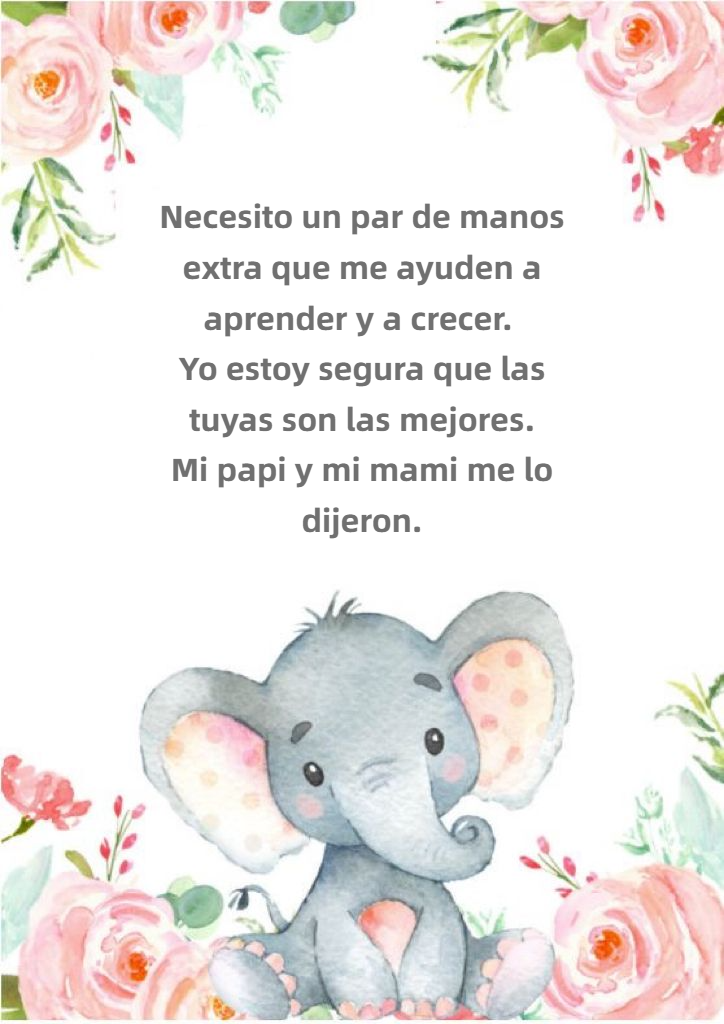 Necesito un par de manos
extra que me ayuden a
aprender y a crecer.
Yo estoy segura que las
tuyas son las mejores.
Mi papi y mi mami me lo
dijeron.